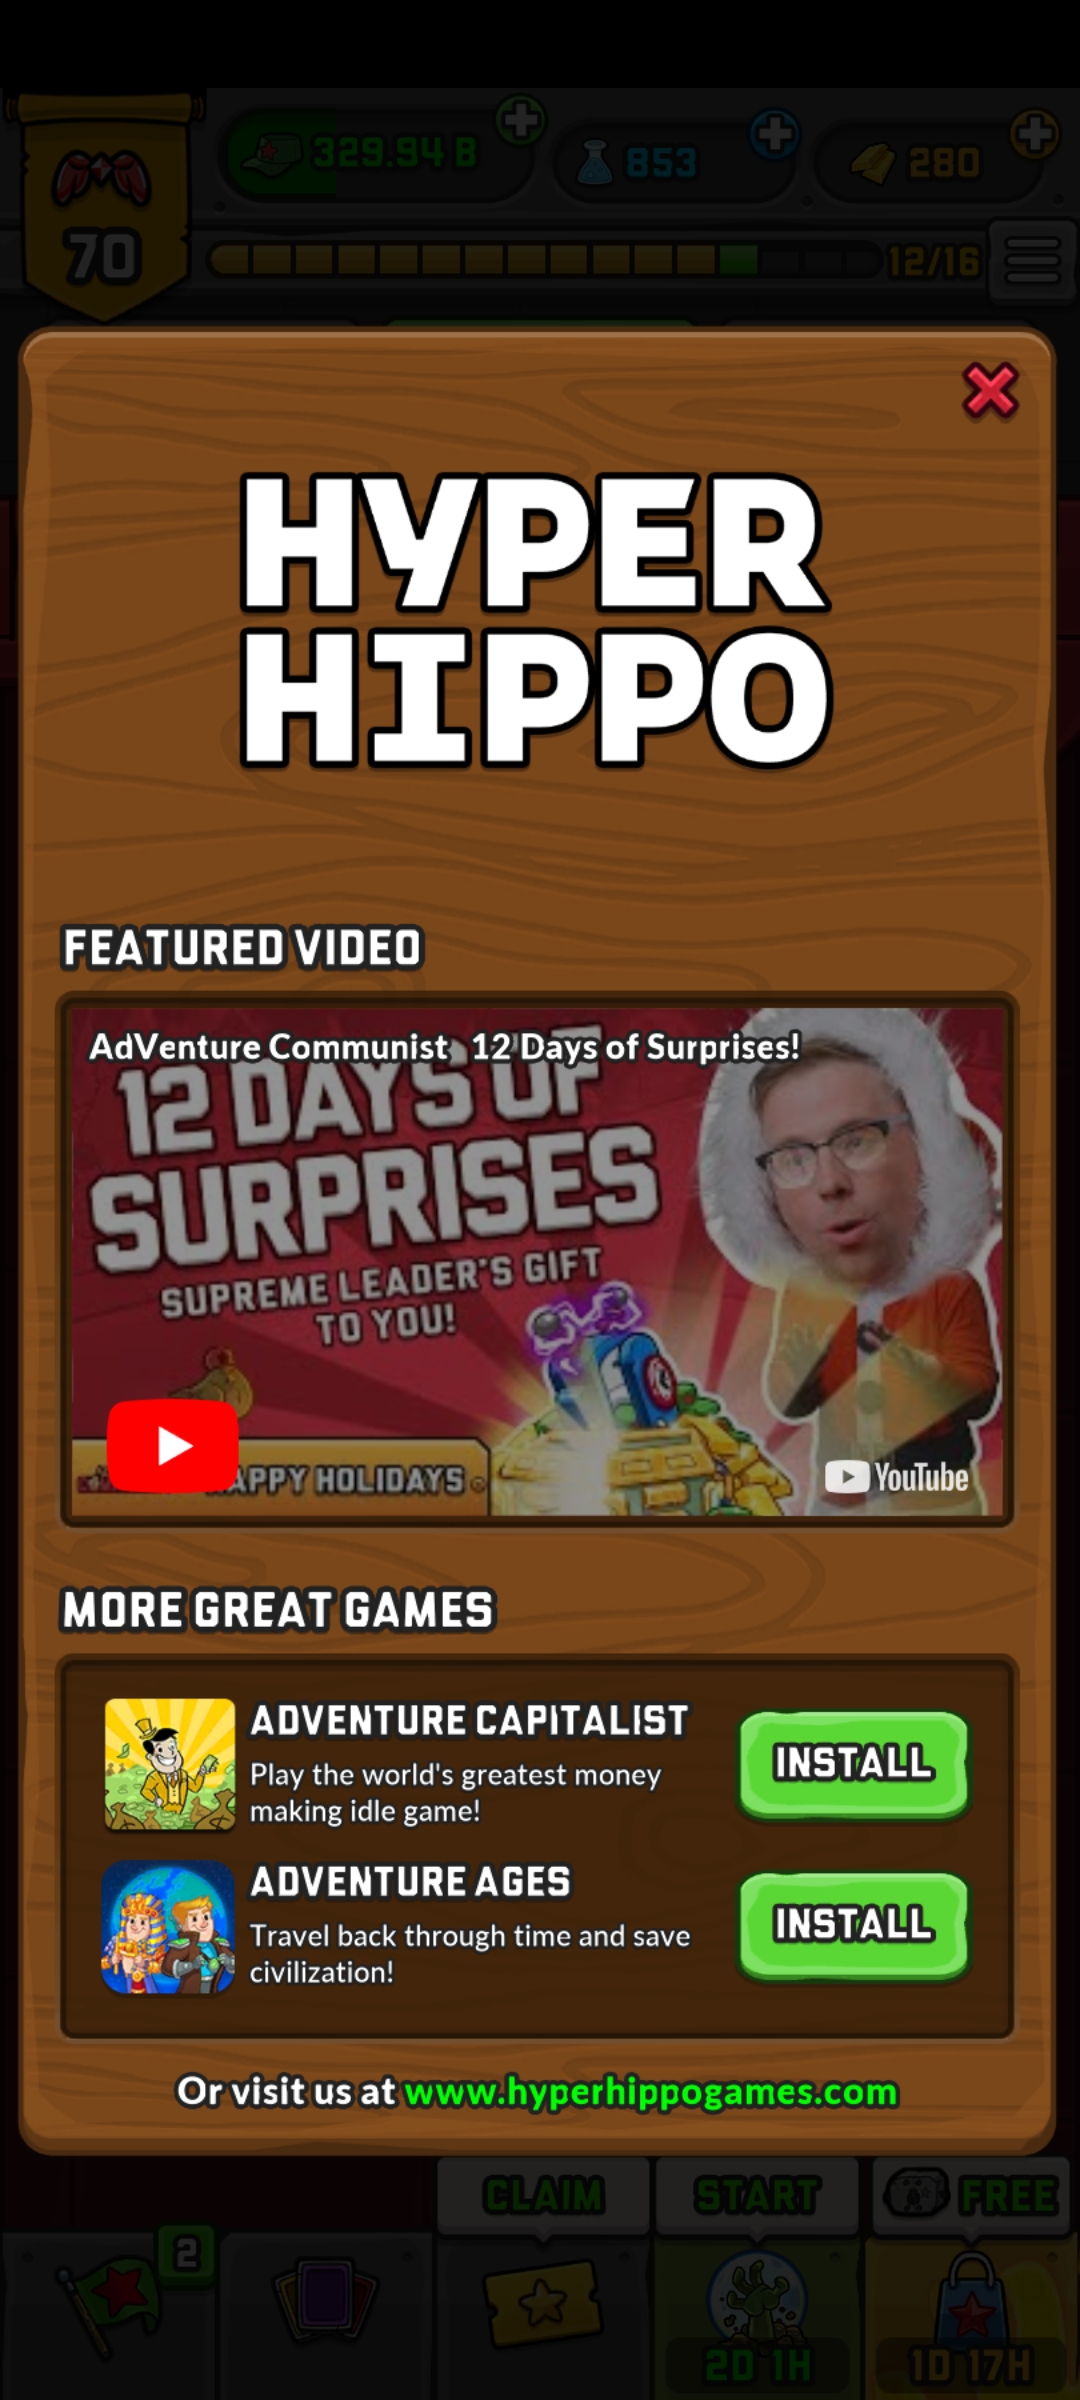 329.94 B
853
280
70
12/16
HYPER
HIPPO
FEATURED VIDEO
AdVenture Communist 12 Days of Surprises!
12 DAYS OF
SURPRISES
SUPREME LEADER'S GIFT
TO YOU!
APPY HOLIDAYS
YouTube
MORE GREAT GAMES
ADVENTURE CAPITALIST
Play the world's greatest money
making idle game!
INSTALL
ADVENTURE AGES
Travel back through time and save
civilization!
INSTALL
Or visit us at www.hyperhippogames.com
CLAIM
START
FREE
2
2D 1H
1D 17H